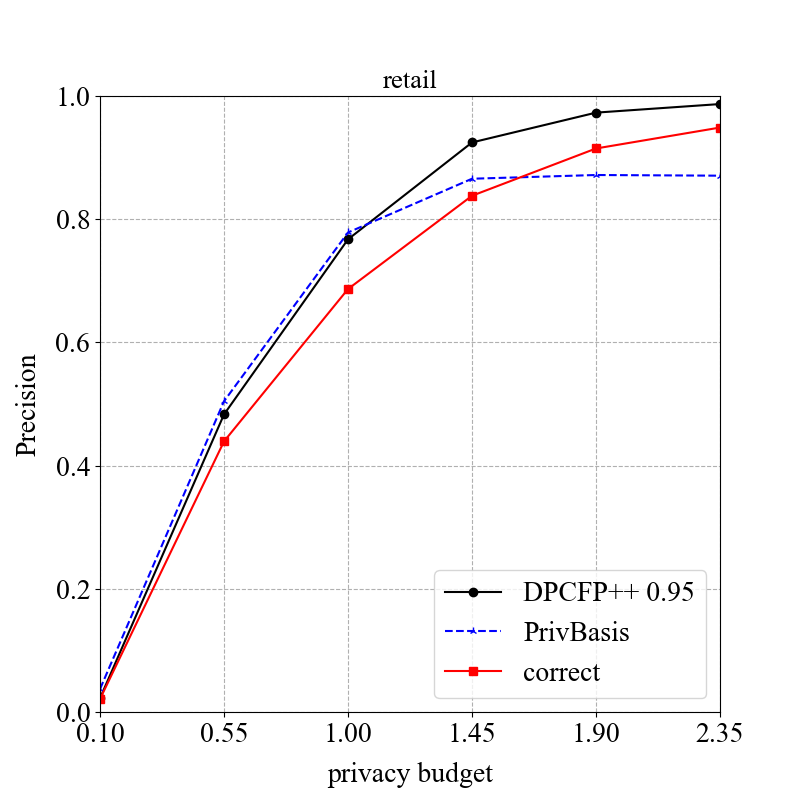 retail
1.0
0.8
0.6
0.4
0.2
0.0
Precision
DPCFP++ 0.95
PrivBasis
correct
0.10 0.55 1.00 1.45 1.90 2.35
privacy budget